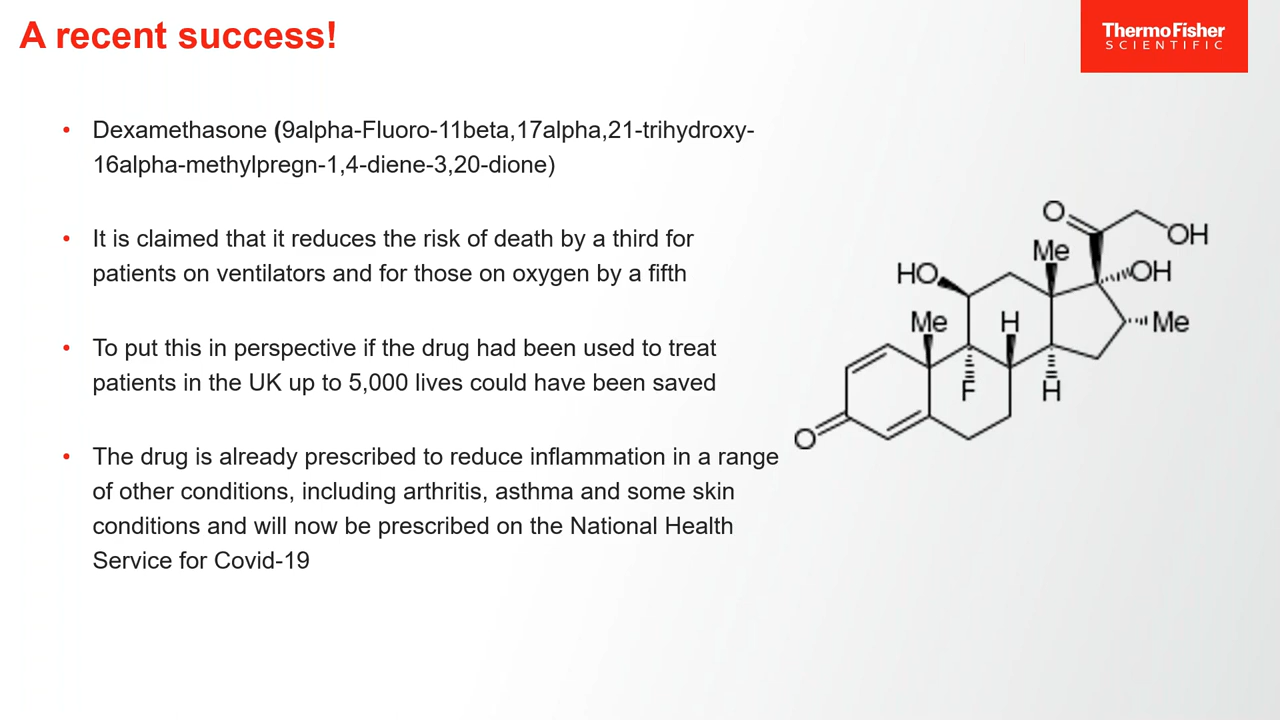 A recent success!
ThermoFisher
SCIENTIFIC
• Dexamethasone (9alpha-Fluoro-11beta,17alpha,21-trihydroxy-
16alpha-methylpregn-1,4-diene-3,20-dione)
• It is claimed that it reduces the risk of death by a third for
patients on ventilators and for those on oxygen by a fifth
• To put this in perspective if the drug had been used to treat
patients in the UK up to 5,000 lives could have been saved
• The drug is already prescribed to reduce inflammation in a range
of other conditions, including arthritis, asthma and some skin
conditions and will now be prescribed on the National Health
Service for Covid-19
O
OH
Me
HO
OH
Me
H
Me
F
H
O